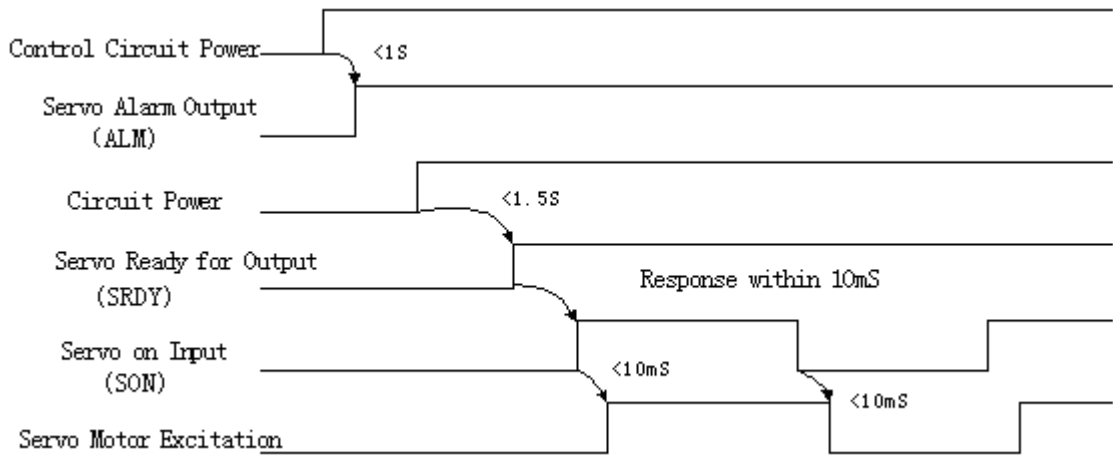 Control Circuit Power
<1S
Servo Alarm Output
(ALM)
Circuit Power
<1.5S
Servo Ready for Output
(SRDY)
Response within 10mS
Servo on Input
(SON)
<10mS
<10mS
Servo Motor Excitation